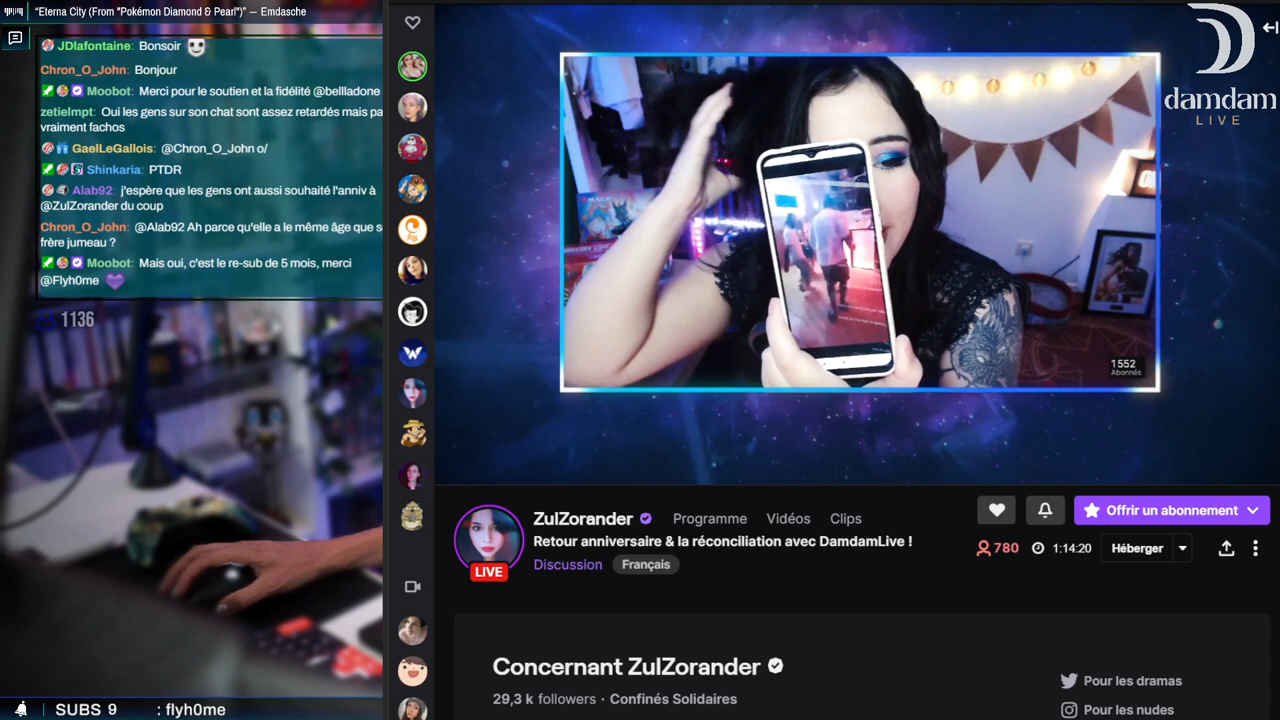 "Eterna City (From "Pokémon Diamond & Pearl")" — Emdasche
JDlafontaine: Bonsoir
Chron_O_John: Bonjour
Moobot: Merci pour le soutien et la fidélité @bellladone
zetielmpt: Oui les gens sur son chat sont assez retardés mais pa
vraiment fachos
GaelLeGallois: @Chron_O_John o/
Shinkaria: PTDR
Alab92: j'espère que les gens ont aussi souhaité l'anniv à
@ZulZorander du coup
Chron_O_John: @Alab92 Ah parce qu'elle a le même âge que s
frère jumeau ?
Moobot: Mais oui, c'est le re-sub de 5 mois, merci
@Flyh0me
1136
SUBS 9 : flyh0me
damdam
LIVE
1552
Abonnés
ZulZorander
Programme
Vidéos
Clips
Offrir un abonnement
Retour anniversaire & la réconciliation avec DamdamLive !
780
1:14:20
Héberger
Discussion
Français
LIVE
Concernant ZulZorander
29,3 k followers · Confinés Solidaires
Pour les dramas
Pour les nudes